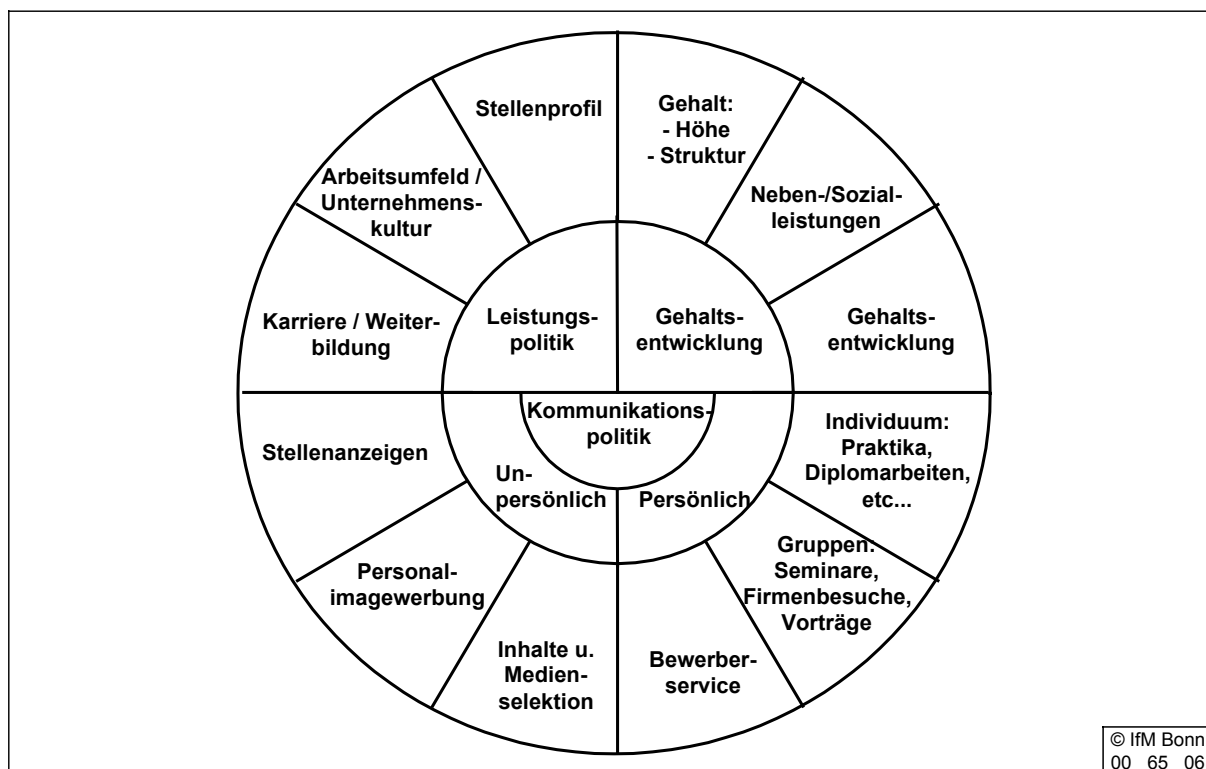 Stellenprofil
Gehalt:
- Höhe
- Struktur
Arbeitsumfeld /
Unternehmens-
kultur
Neben-/Sozial-
leistungen
Karriere / Weiter-
bildung
Leistungs-
politik
Gehalts-
entwicklung
Gehalts-
entwicklung
Kommunikations-
politik
Stellenanzeigen
Un-
persönlich
Persönlich
Individuum:
Praktika,
Diplomarbeiten,
etc...
Personal-
imagewerbung
Gruppen:
Seminare,
Firmenbesuche,
Vorträge
Inhalte u.
Medien-
selektion
Bewerber-
service
© IfM Bonn
00 65 06